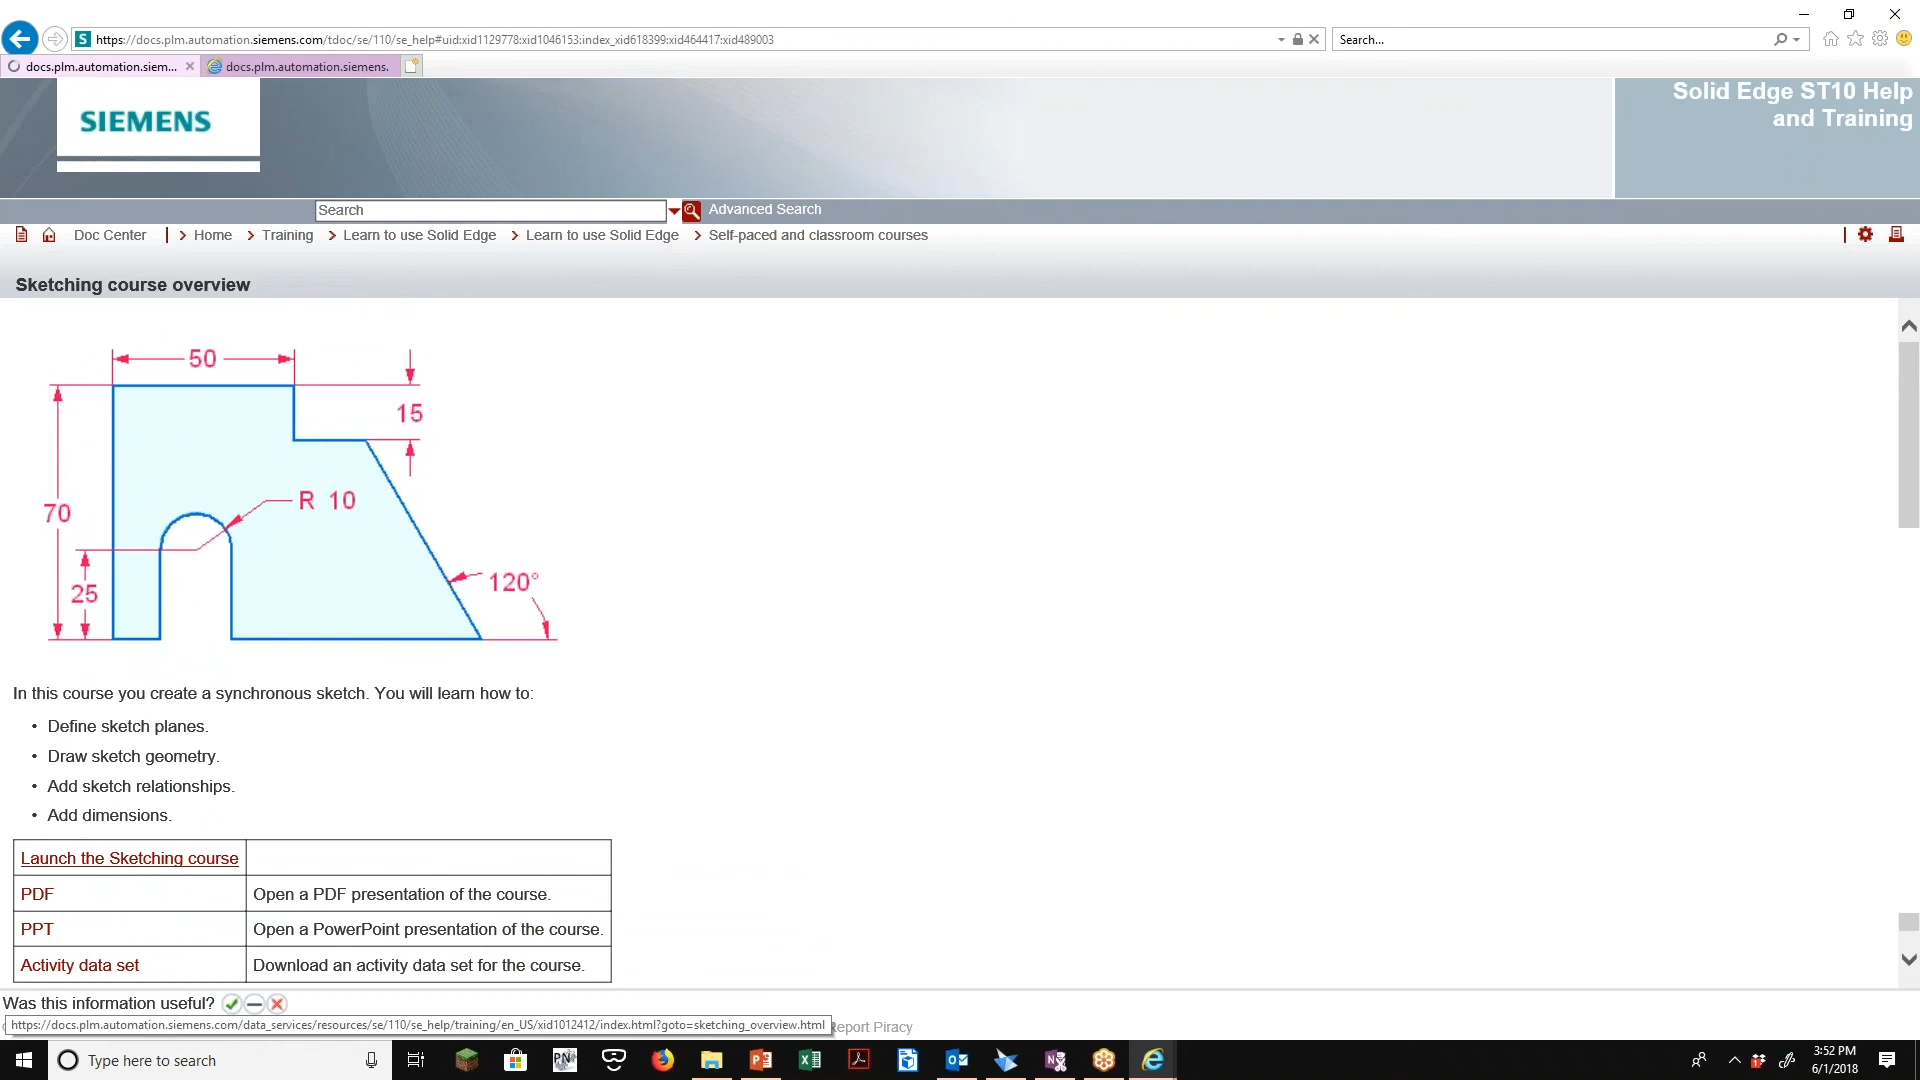 https://docs.plm.automation.siemens.com/tdoc/se/110/se_help#uid:xid1129778:xid1046153:index_xid618399:xid464417:xid489003
Search...
docs.plm.automation.siem...
docs.plm.automation.siemens.
SIEMENS
Solid Edge ST10 Help
and Training
Search
Advanced Search
Doc Center
Home
Training
Learn to use Solid Edge
Learn to use Solid Edge
Self-paced and classroom courses
Sketching course overview
50
15
R 10
70
25
120°
In this course you create a synchronous sketch. You will learn how to:
• Define sketch planes.
• Draw sketch geometry.
• Add sketch relationships.
• Add dimensions.
Launch the Sketching course
PDF Open a PDF presentation of the course.
PPT Open a PowerPoint presentation of the course.
Activity data set Download an activity data set for the course.
Was this information useful?
https://docs.plm.automation.siemens.com/data_services/resources/se/110/se_help/training/en_US/xid1012412/index.html?goto=sketching_overview.html
eport Piracy
Type here to search
3:52 PM
6/1/2018